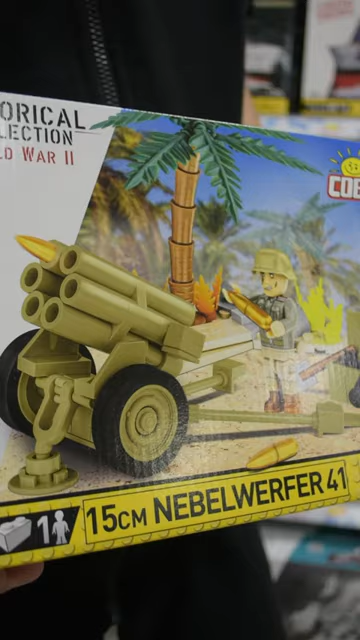 ORICAL
LECTION
LD WAR II
COB
1
15CM NEBELWERFER 41